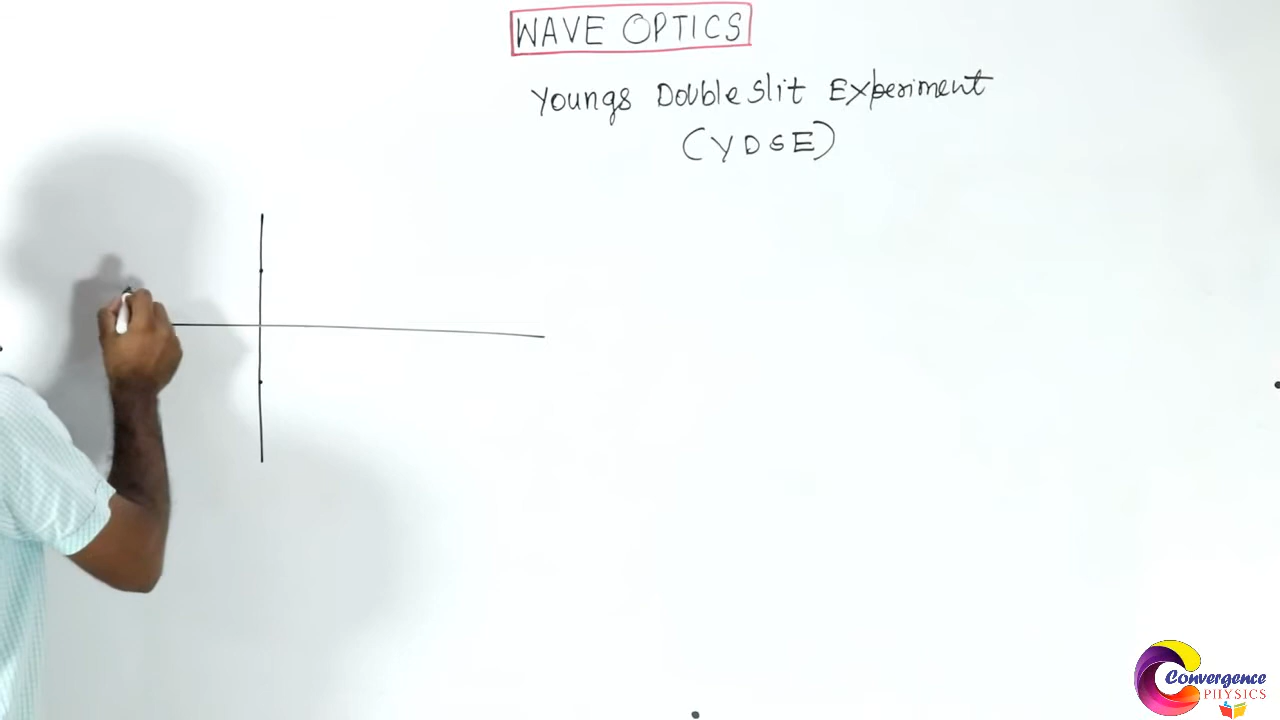 WAVE OPTICS
Youngs Double Slit Experiment
(YDSE)
Convergence
PHYSICS